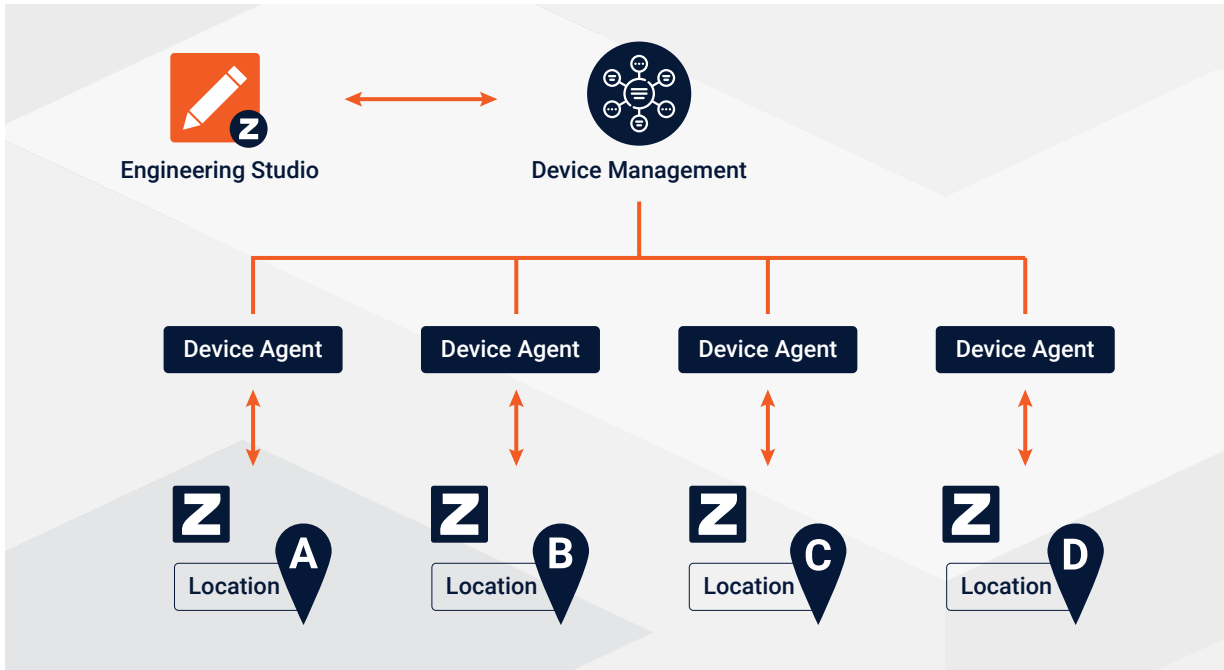 Z
Engineering Studio
Device Management
Device Agent
Device Agent
Device Agent
Device Agent
Z
Z
Z
Z
Location A
Location B
Location C
Location D